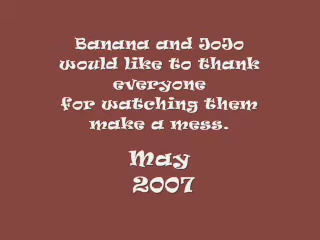 Banana and JoJo
would like to thank
everyone
for watching them
make a mess.
May
2007